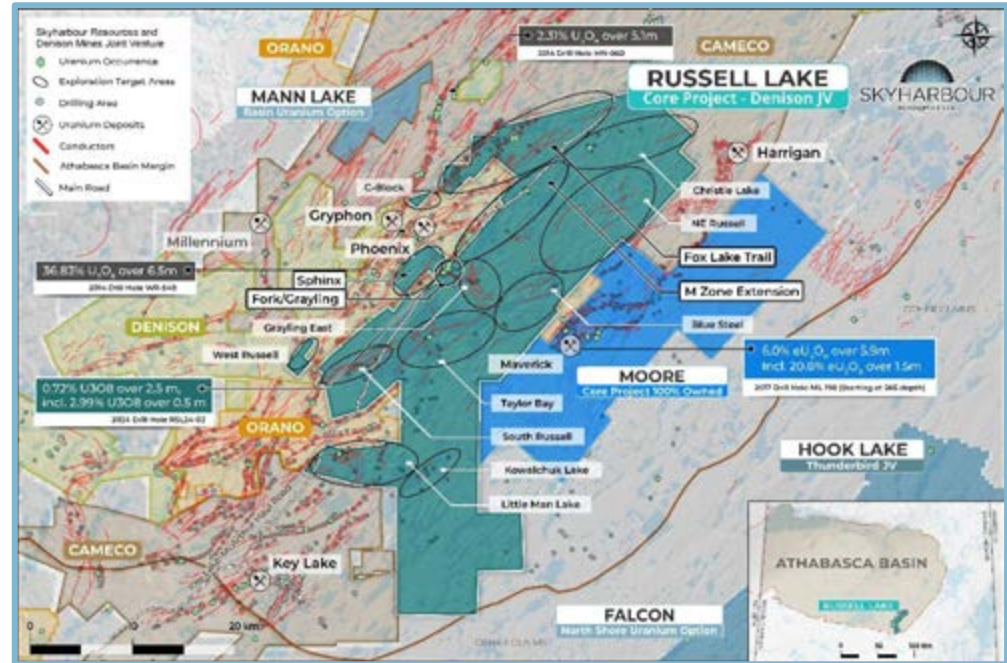 Skyharbour Resources and
Denison Mines Joint Venture
Uranium Occurrence
Exploration Target Areas
Drilling Area
Uranium Deposits
Conductors
Athabasca Basin Margin
Main Road
ORANO
MANN LAKE
Basin Uranium Option
2.31% U₃O₈ over 5.1m
CAMECO
RUSSELL LAKE
Core Project - Denison JV
SKYHARBOUR
Harrigan
C-Block
Gryphon
Phoenix
Millennium
Christie Lake
NE Russell
Fox Lake Trail
M Zone Extension
Blue Steel
36.83% U₃O₈ over 6.5m
Sphinx
Fork/Grayling
DENISON
Grayling East
West Russell
Maverick
6.0% eU₃O₈ over 5.9m
Incl. 20.8% eU₃O₈ over 1.5m
MOORE
Core Project 100% Owned
0.72% U3O8 over 2.5 m,
incl. 2.99% U3O8 over 0.5 m
Taylor Bay
ORANO
South Russell
HOOK LAKE
Thunderbird JV
Kowalchuk Lake
Little Man Lake
CAMECO
Key Lake
ATHABASCA BASIN
RUSSELL LAKE
FALCON
North Shore Uranium Option
0
20 km
0
50
100 km